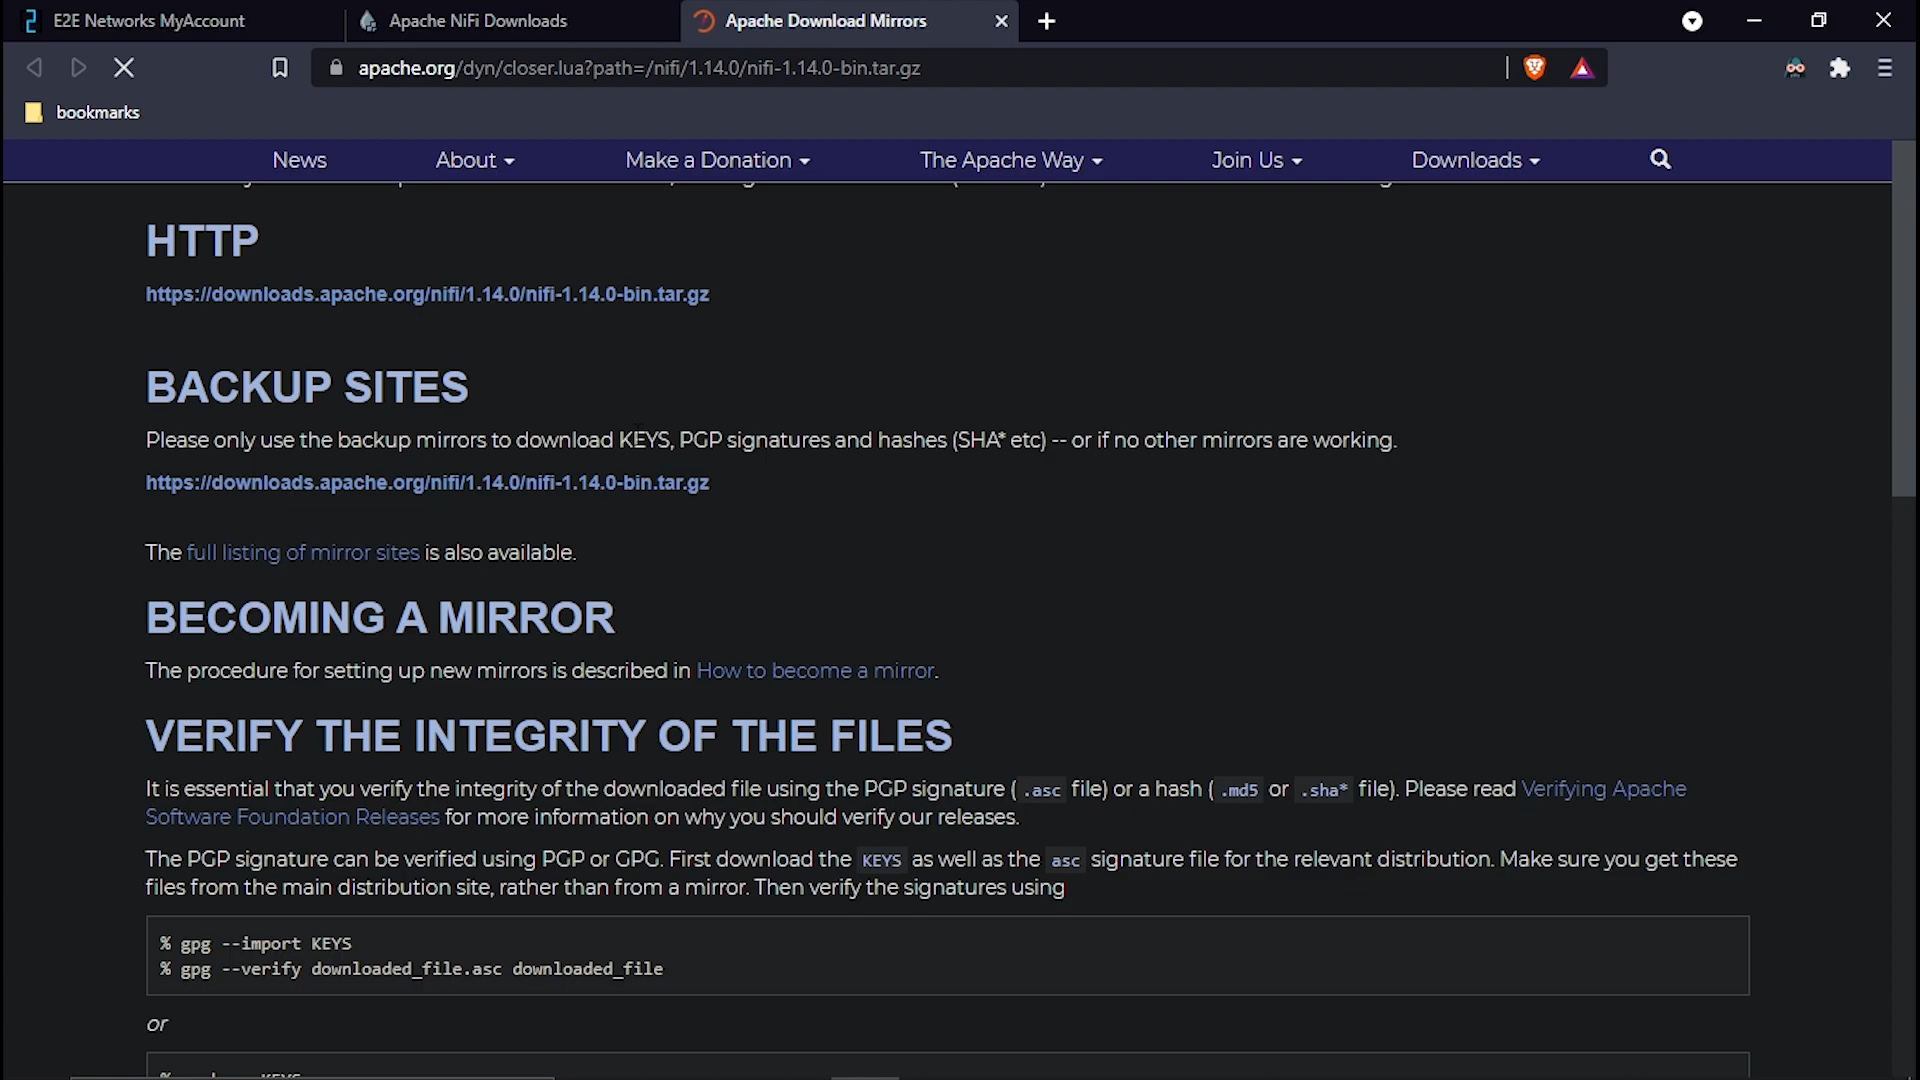 E2E Networks MyAccount
Apache NiFi Downloads
Apache Download Mirrors
apache.org/dyn/closer.lua?path=/nifi/1.14.0/nifi-1.14.0-bin.tar.gz
bookmarks
News
About
Make a Donation
The Apache Way
Join Us
Downloads
HTTP
https://downloads.apache.org/nifi/1.14.0/nifi-1.14.0-bin.tar.gz
BACKUP SITES
Please only use the backup mirrors to download KEYS, PGP signatures and hashes (SHA* etc) -- or if no other mirrors are working.
https://downloads.apache.org/nifi/1.14.0/nifi-1.14.0-bin.tar.gz
The full listing of mirror sites is also available.
BECOMING A MIRROR
The procedure for setting up new mirrors is described in How to become a mirror.
VERIFY THE INTEGRITY OF THE FILES
It is essential that you verify the integrity of the downloaded file using the PGP signature ( .asc file) or a hash ( .md5 or .sha* file). Please read Verifying Apache
Software Foundation Releases for more information on why you should verify our releases.
The PGP signature can be verified using PGP or GPG. First download the KEYS as well as the asc signature file for the relevant distribution. Make sure you get these
files from the main distribution site, rather than from a mirror. Then verify the signatures using
% gpg --import KEYS
% gpg --verify downloaded_file.asc downloaded_file
or